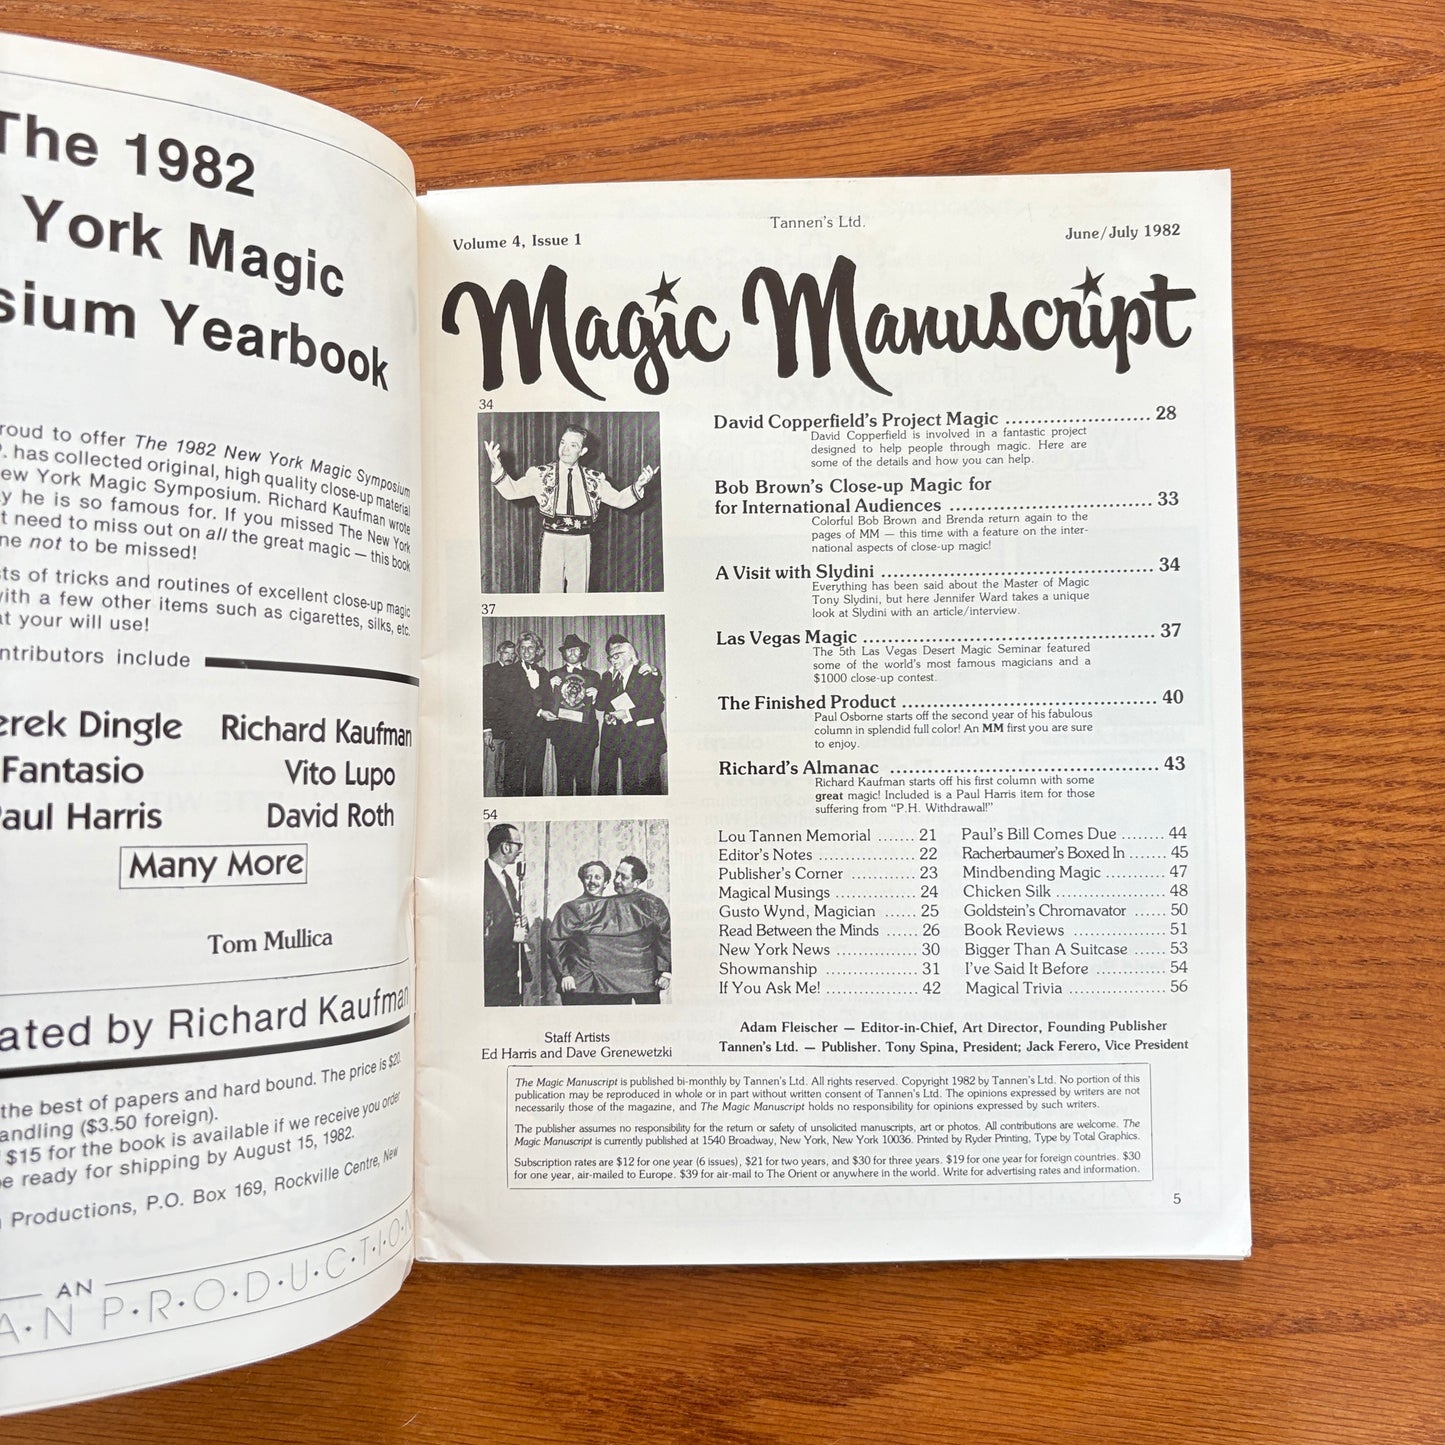 The 1982
York Magic
Yearbook
to offer The 1982 New York Magic Symposium
has collected original, high quality close-up material
York Magic Symposium. Richard Kaufman wrote
he is so famous for. If you missed The New York
need to miss out on all the great magic — this book
not to be missed!
of tricks and routines of excellent close-up magic
with a few other items such as cigarettes, silks, etc.
your will use!
include
Dingle Richard Kaufman
Fantasio Vito Lupo
Harris David Roth
Many More
Tom Mullica
by Richard Kaufman
the best of papers and hard bound. The price is $20.
($3.50 foreign).
$15 for the book is available if we receive you order
ready for shipping by August 15, 1982.
Productions, P.O. Box 169, Rockville Centre, New
AN
A•N P•R•O•D•U•C•T•I•O•N
Tannen's Ltd.
Volume 4, Issue 1 June/July 1982
Magic Manuscript
34
37
54
Staff Artists
Ed Harris and Dave Grenewetzki
David Copperfield's Project Magic ...................... 28
David Copperfield is involved in a fantastic project
designed to help people through magic. Here are
some of the details and how you can help.
Bob Brown's Close-up Magic for
for International Audiences .............................. 33
Colorful Bob Brown and Brenda return again to the
pages of MM — this time with a feature on the inter-
national aspects of close-up magic!
A Visit with Slydini ........................................ 34
Everything has been said about the Master of Magic
Tony Slydini, but here Jennifer Ward takes a unique
look at Slydini with an article/interview.
Las Vegas Magic ........................................... 37
The 5th Las Vegas Desert Magic Seminar featured
some of the world's most famous magicians and a
$1000 close-up contest.
The Finished Product ...................................... 40
Paul Osborne starts off the second year of his fabulous
column in splendid full color! An MM first you are sure
to enjoy.
Richard's Almanac ........................................ 43
Richard Kaufman starts off his first column with some
great magic! Included is a Paul Harris item for those
suffering from "P.H. Withdrawal!"
Lou Tannen Memorial ....... 21
Editor's Notes ................. 22
Publisher's Corner ........... 23
Magical Musings .............. 24
Gusto Wynd, Magician ...... 25
Read Between the Minds ...... 26
New York News .............. 30
Showmanship ................. 31
If You Ask Me! ................. 42
Paul's Bill Comes Due ........ 44
Racherbaumer's Boxed In ....... 45
Mindbending Magic ........... 47
Chicken Silk .................... 48
Goldstein's Chromavator ...... 50
Book Reviews .................. 51
Bigger Than A Suitcase ...... 53
I've Said It Before ............ 54
Magical Trivia ................. 56
Adam Fleischer — Editor-in-Chief, Art Director, Founding Publisher
Tannen's Ltd. — Publisher. Tony Spina, President; Jack Ferero, Vice President
The Magic Manuscript is published bi-monthly by Tannen's Ltd. All rights reserved. Copyright 1982 by Tannen's Ltd. No portion of this
publication may be reproduced in whole or in part without written consent of Tannen's Ltd. The opinions expressed by writers are not
necessarily those of the magazine, and The Magic Manuscript holds no responsibility for opinions expressed by such writers.
The publisher assumes no responsibility for the return or safety of unsolicited manuscripts, art or photos. All contributions are welcome. The
Magic Manuscript is currently published at 1540 Broadway, New York, New York 10036. Printed by Ryder Printing, Type by Total Graphics.
Subscription rates are $12 for one year (6 issues), $21 for two years, and $30 for three years. $19 for one year for foreign countries. $30
for one year, air-mailed to Europe. $39 for air-mail to The Orient or anywhere in the world. Write for advertising rates and information.
5